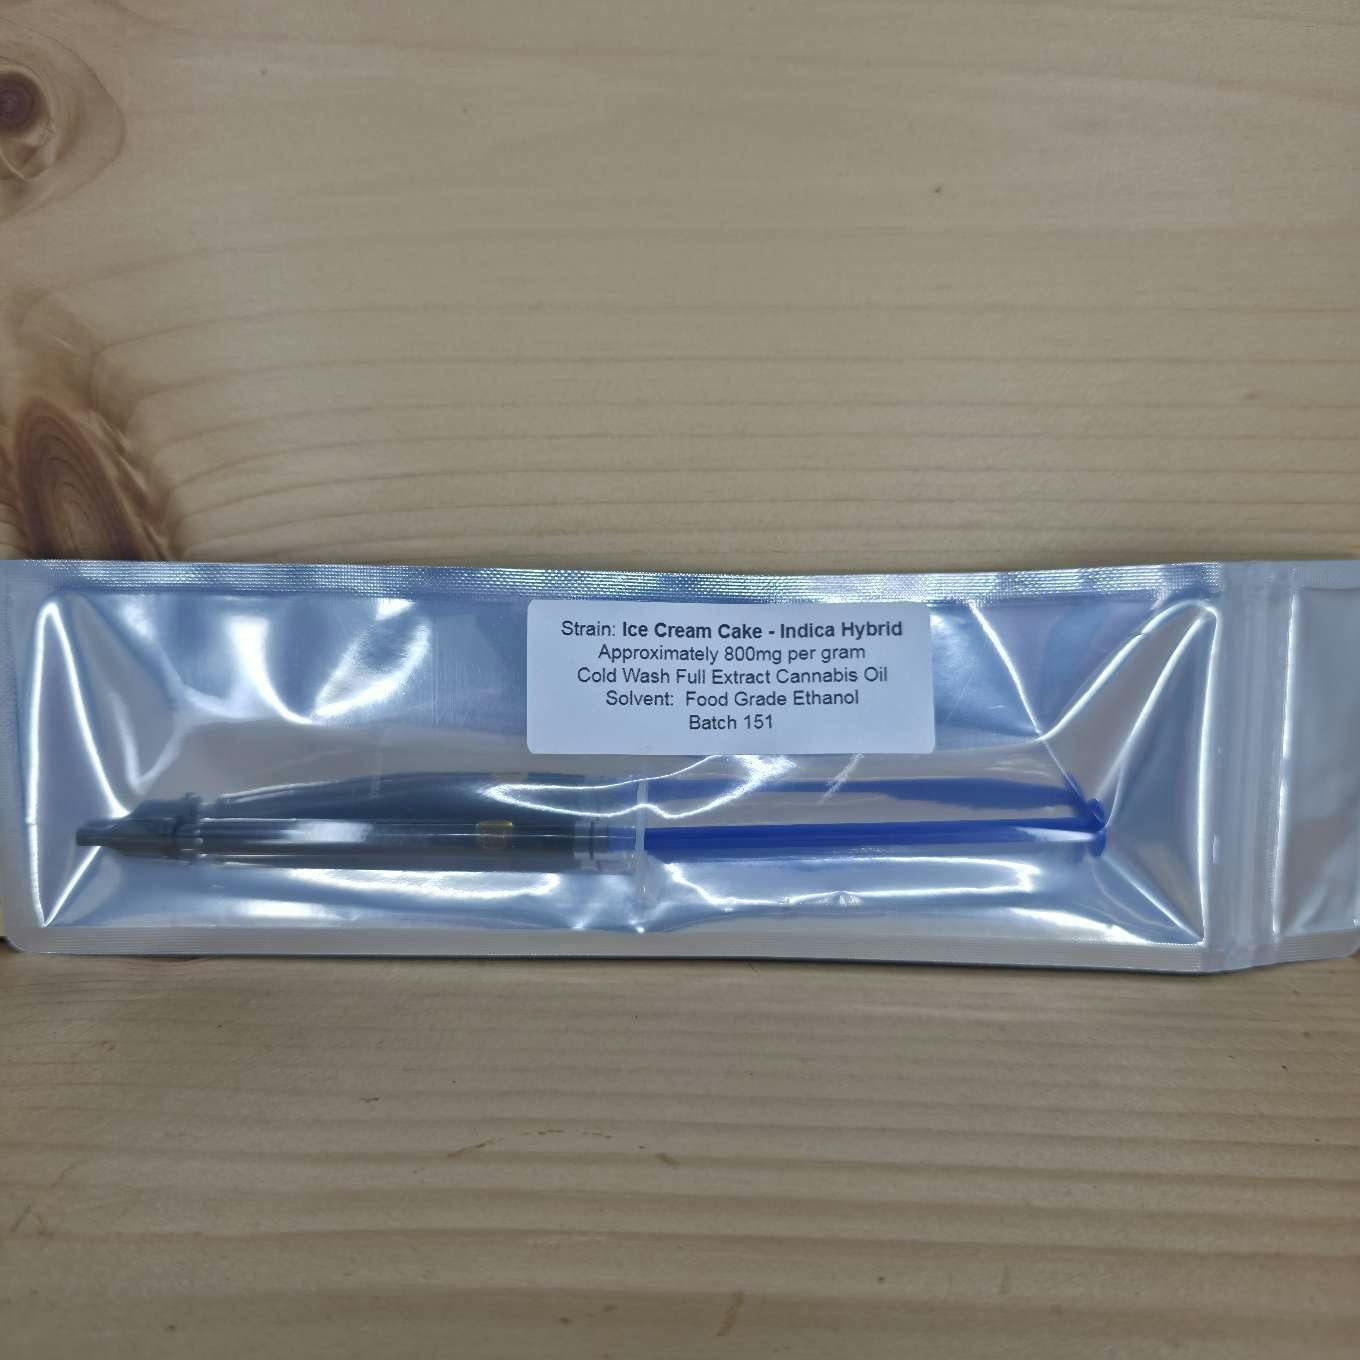 Strain: Ice Cream Cake - Indica Hybrid
Approximately 800mg per gram
Cold Wash Full Extract Cannabis Oil
Solvent:  Food Grade Ethanol
Batch 151